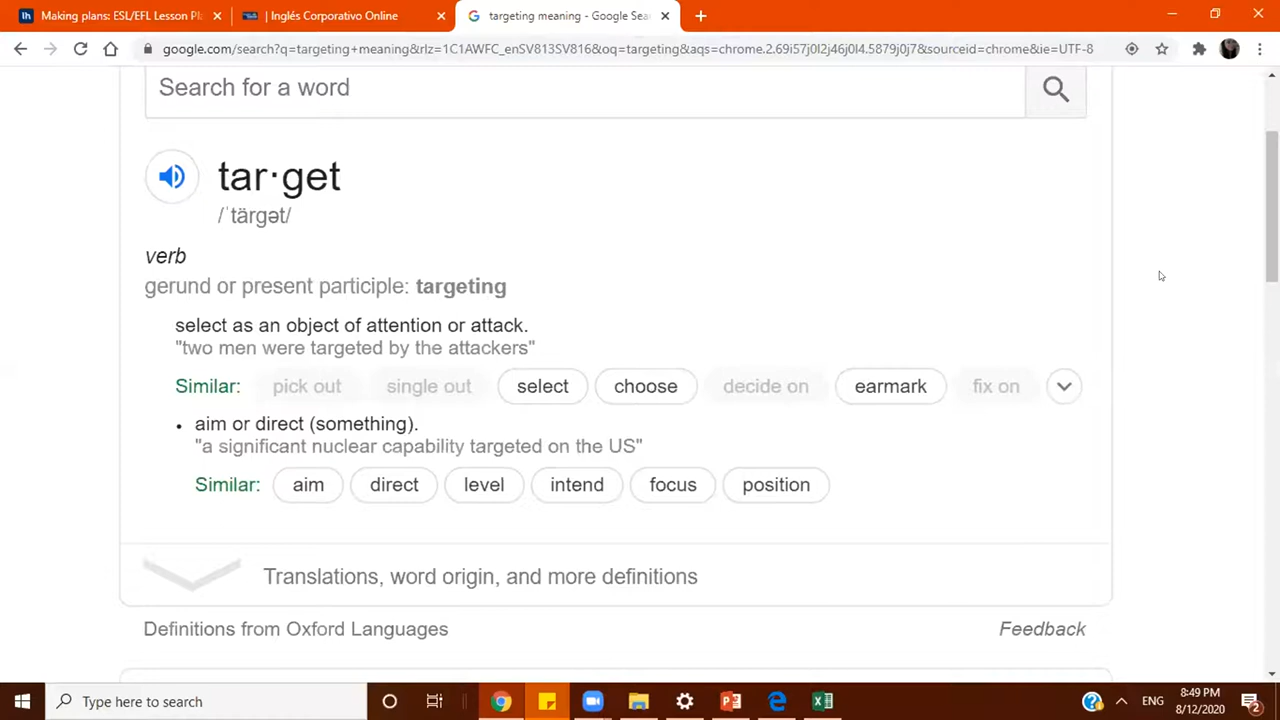 Making plans: ESL/EFL Lesson Pl
| Inglés Corporativo Online
targeting meaning - Google Sea
google.com/search?q=targeting+meaning&rlz=1C1AWFC_enSV813SV816&oq=targeting&aqs=chrome.2.69i57j0l2j46j0l4.5879j0j7&sourceid=chrome&ie=UTF-8
Search for a word
tar·get
/ˈtärɡət/
verb
gerund or present participle: targeting
select as an object of attention or attack.
"two men were targeted by the attackers"
Similar: pick out single out select choose decide on earmark fix on
• aim or direct (something).
"a significant nuclear capability targeted on the US"
Similar: aim direct level intend focus position
Translations, word origin, and more definitions
Definitions from Oxford Languages Feedback
Type here to search
ENG
8:49 PM
8/12/2020
2